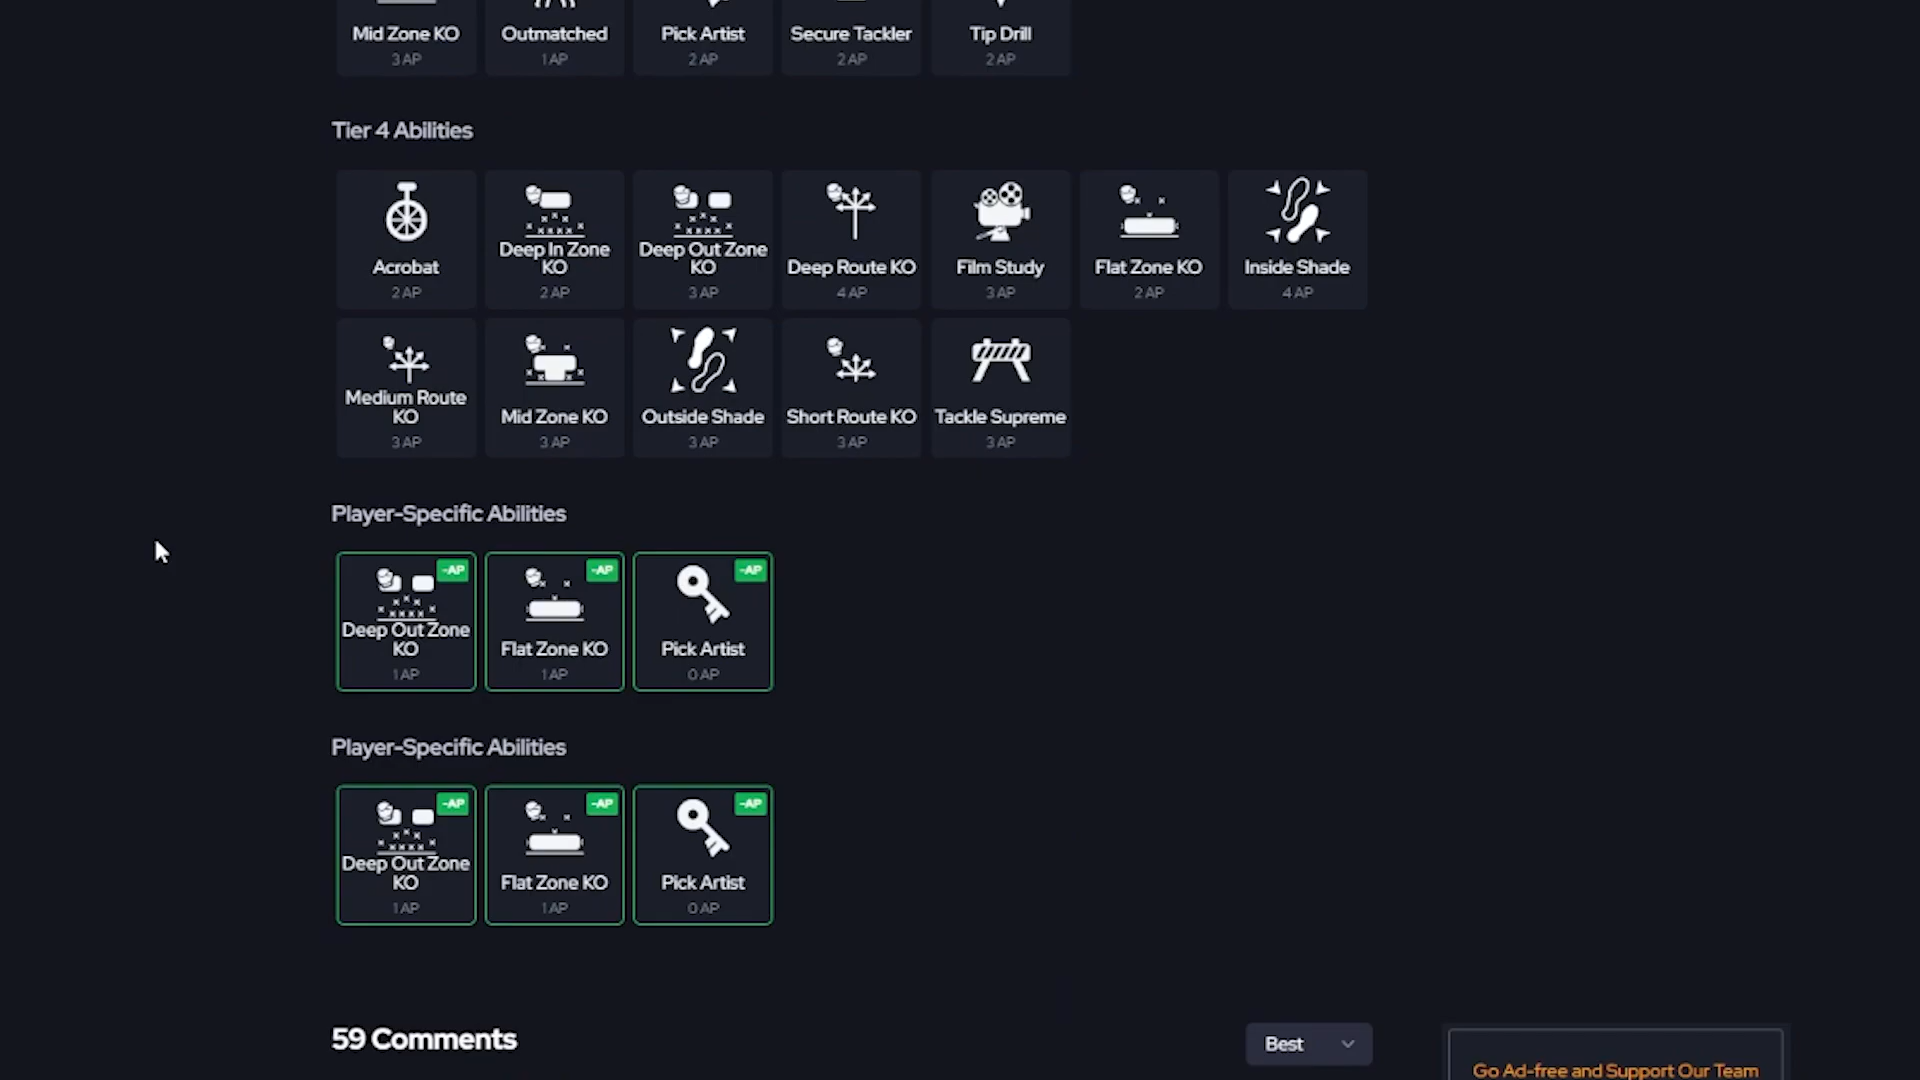 Mid Zone KO
3 AP
Outmatched
1 AP
Pick Artist
2 AP
Secure Tackler
2 AP
Tip Drill
2 AP
Tier 4 Abilities
Acrobat
2 AP
Deep In Zone
KO
2 AP
Deep Out Zone
KO
3 AP
Deep Route KO
4 AP
Film Study
3 AP
Flat Zone KO
2 AP
Inside Shade
4 AP
Medium Route
KO
3 AP
Mid Zone KO
3 AP
Outside Shade
3 AP
Short Route KO
3 AP
Tackle Supreme
3 AP
Player-Specific Abilities
-AP
Deep Out Zone
KO
1 AP
-AP
Flat Zone KO
1 AP
-AP
Pick Artist
0 AP
Player-Specific Abilities
-AP
Deep Out Zone
KO
1 AP
-AP
Flat Zone KO
1 AP
-AP
Pick Artist
0 AP
59 Comments
Best
Go Ad-free and Support Our Team